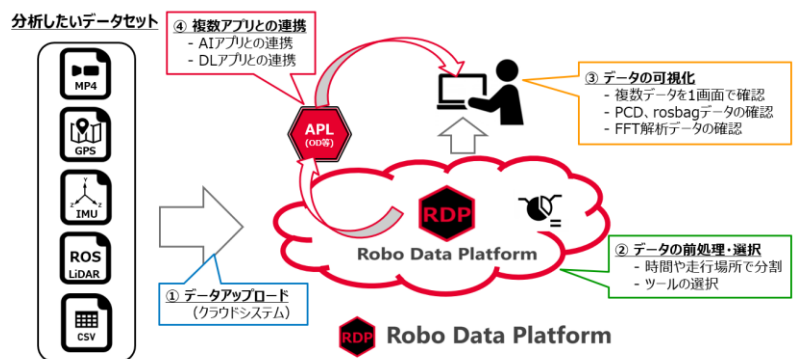 分析したいデータセット
MP4
GPS
Z
X
Y
IMU
ROS
LiDAR
CSV
④ 複数アプリとの連携
- AIアプリとの連携
- DLアプリとの連携
APL
(OD等)
③ データの可視化
- 複数データを1画面で確認
- PCD、rosbagデータの確認
- FFT解析データの確認
RDP
Robo Data Platform
② データの前処理・選択
- 時間や走行場所で分割
- ツールの選択
① データアップロード
(クラウドシステム)
RDP
Robo Data Platform